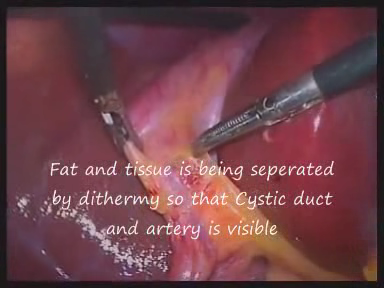 Fat and tissue is being seperated
by dithermy so that Cystic duct
and artery is visible